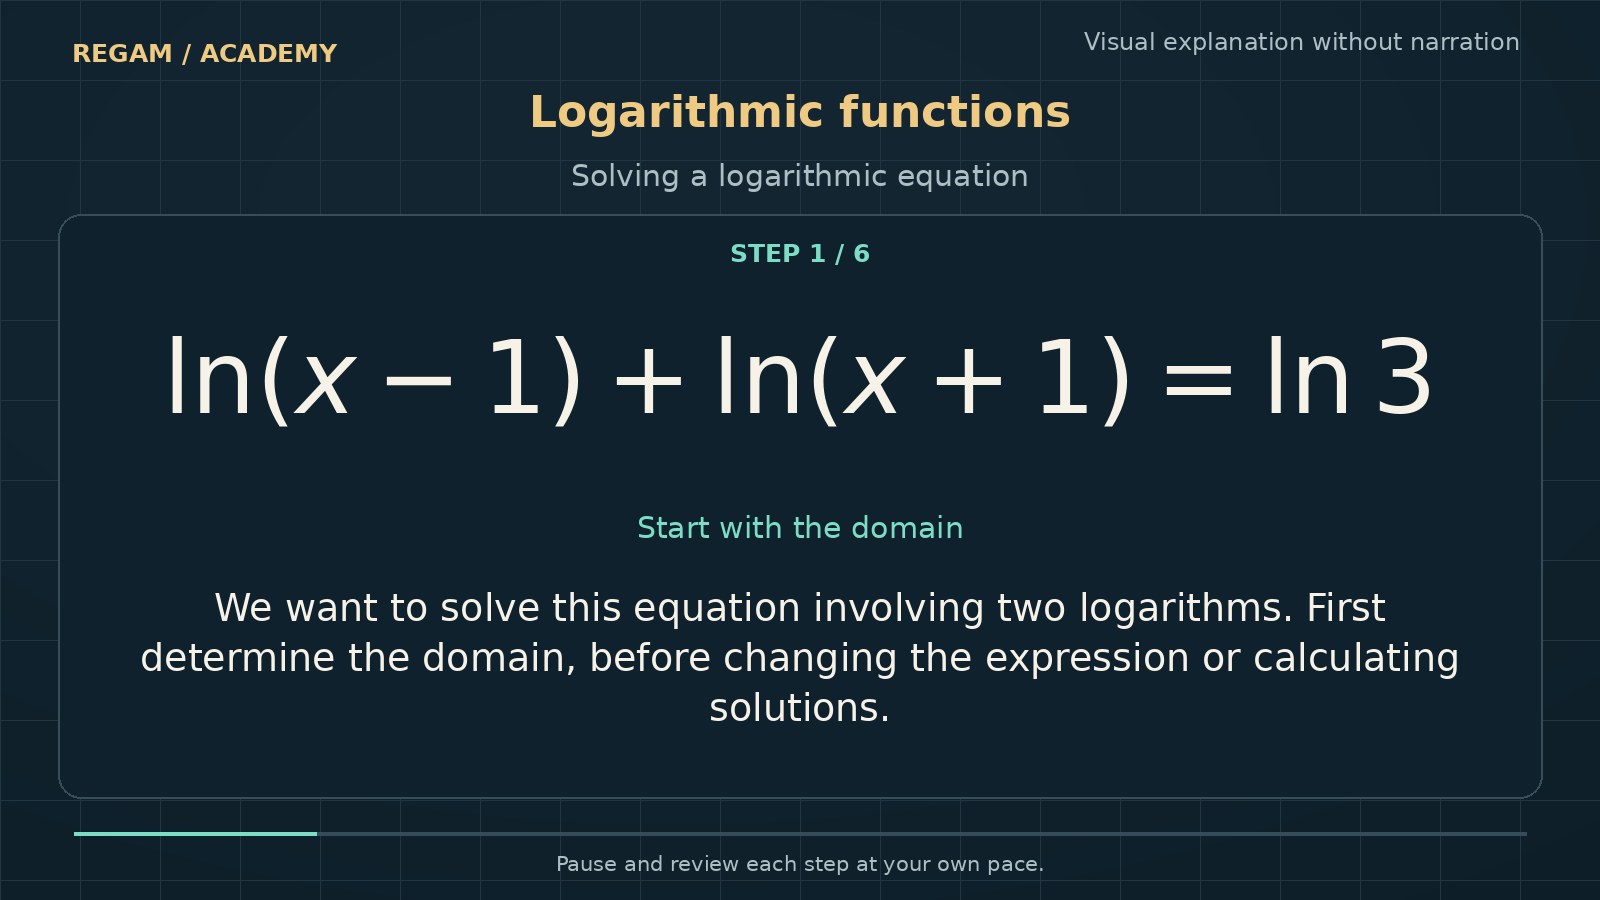 REGAM / ACADEMY
Visual explanation without narration
Logarithmic functions
Solving a logarithmic equation
STEP 1 / 6
ln(x − 1) + ln(x + 1) = ln 3
Start with the domain
We want to solve this equation involving two logarithms. First
determine the domain, before changing the expression or calculating
solutions.
Pause and review each step at your own pace.